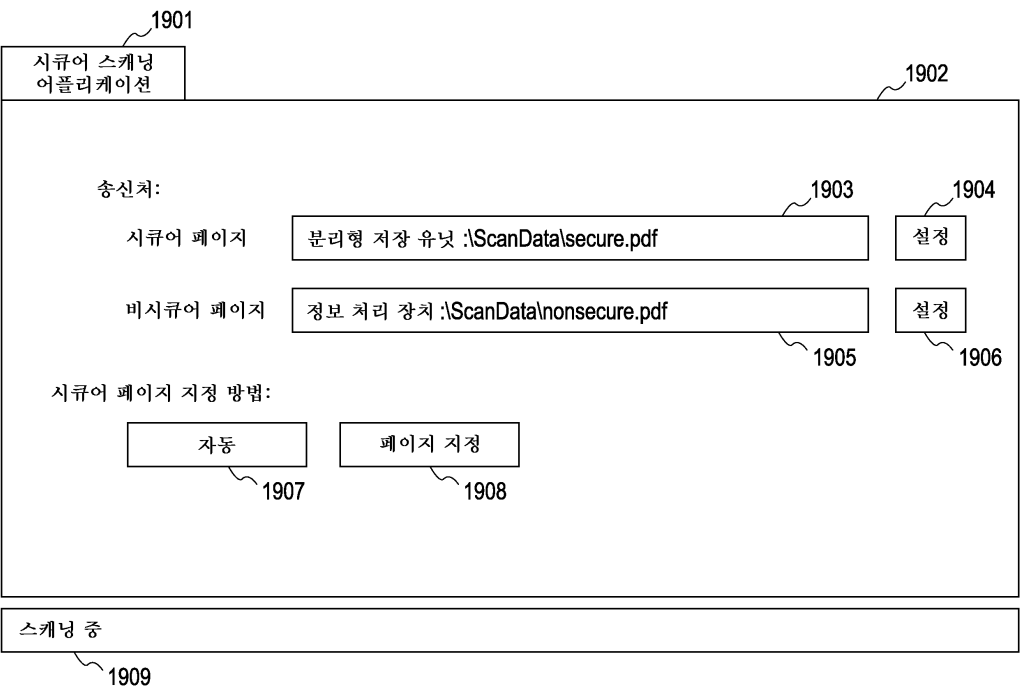 1901
시큐어 스캐닝
어플리케이션
1902
송신처:
1903
1904
시큐어 페이지
분리형 저장 유닛 :\ScanData\secure.pdf
설정
비시큐어 페이지
정보 처리 장치 :\ScanData\nonsecure.pdf
설정
1905
1906
시큐어 페이지 지정 방법:
자동
페이지 지정
1907
1908
스캐닝 중
1909